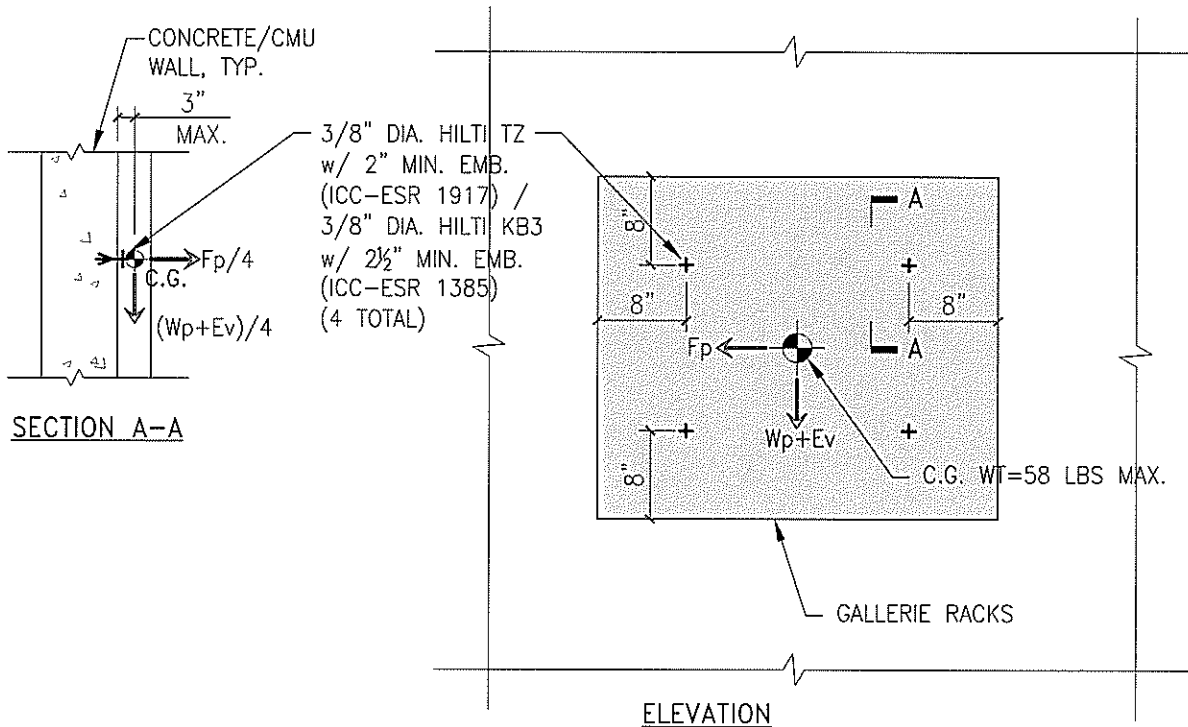 CONCRETE/CMU
WALL, TYP.
3"
MAX.
3/8" DIA. HILTI TZ
w/ 2" MIN. EMB.
(ICC-ESR 1917) /
3/8" DIA. HILTI KB3
w/ 2½" MIN. EMB.
(ICC-ESR 1385)
(4 TOTAL)
Fp/4
C.G.
(Wp+Ev)/4
SECTION A-A
8"
A
8"
8"
Fp
A
Wp+Ev
8"
C.G. WT=58 LBS MAX.
GALLERIE RACKS
ELEVATION